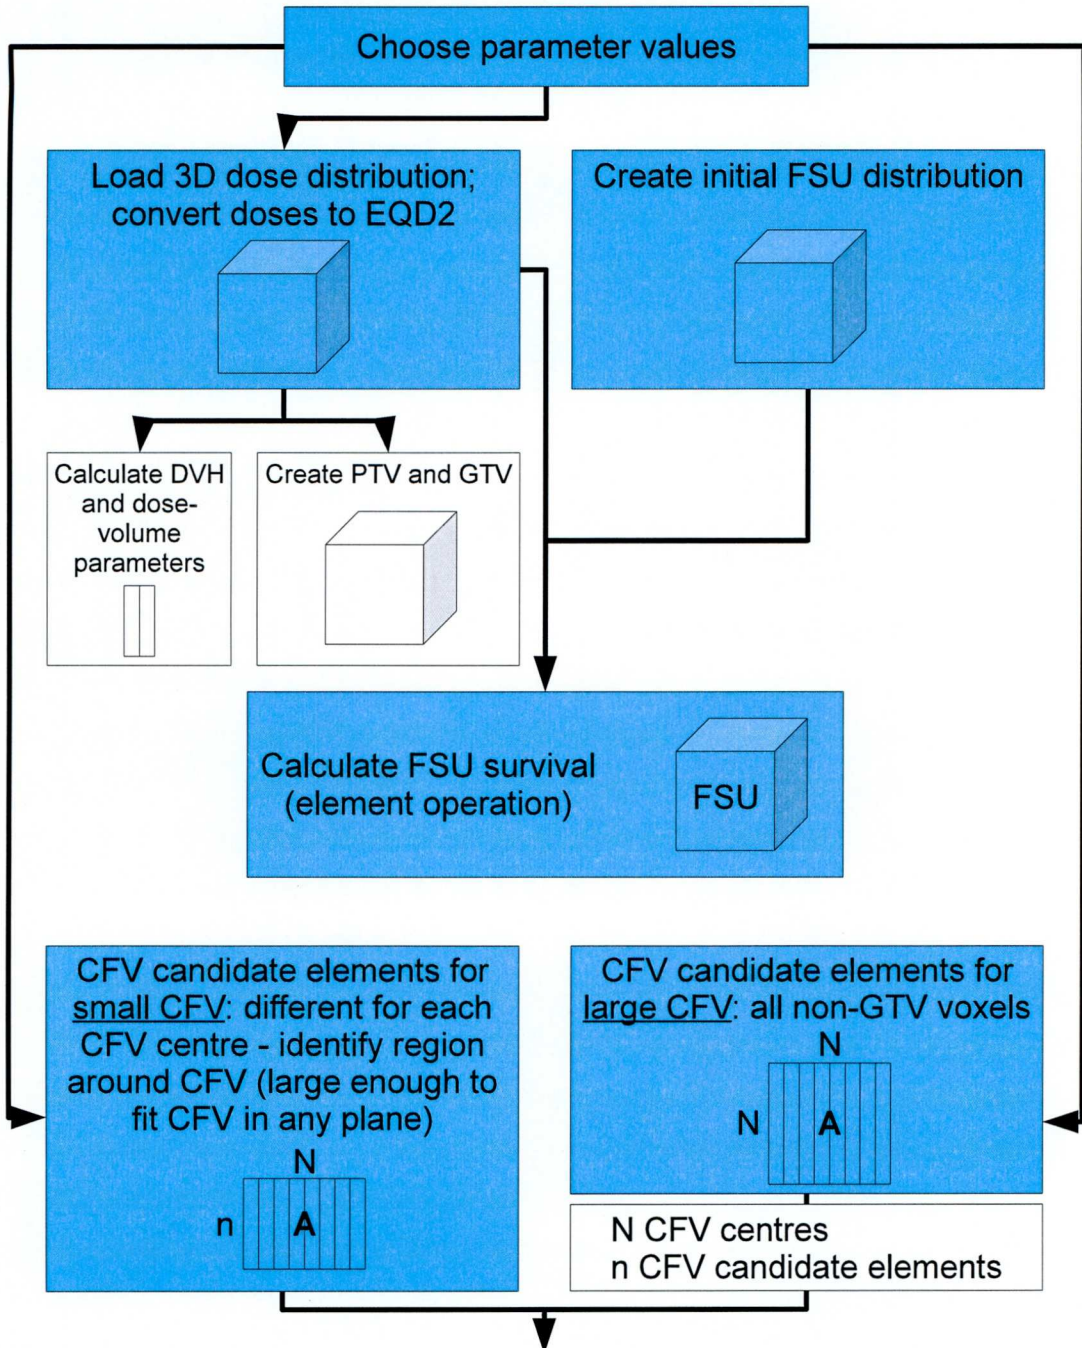 Choose parameter values
Load 3D dose distribution;
convert doses to EQD2
Create initial FSU distribution
Calculate DVH
and dose-
volume
parameters
Create PTV and GTV
Calculate FSU survival
(element operation)
FSU
CFV candidate elements for
small CFV: different for each
CFV centre - identify region
around CFV (large enough to
fit CFV in any plane)
N
n
A
CFV candidate elements for
large CFV: all non-GTV voxels
N
N
A
N CFV centres
n CFV candidate elements